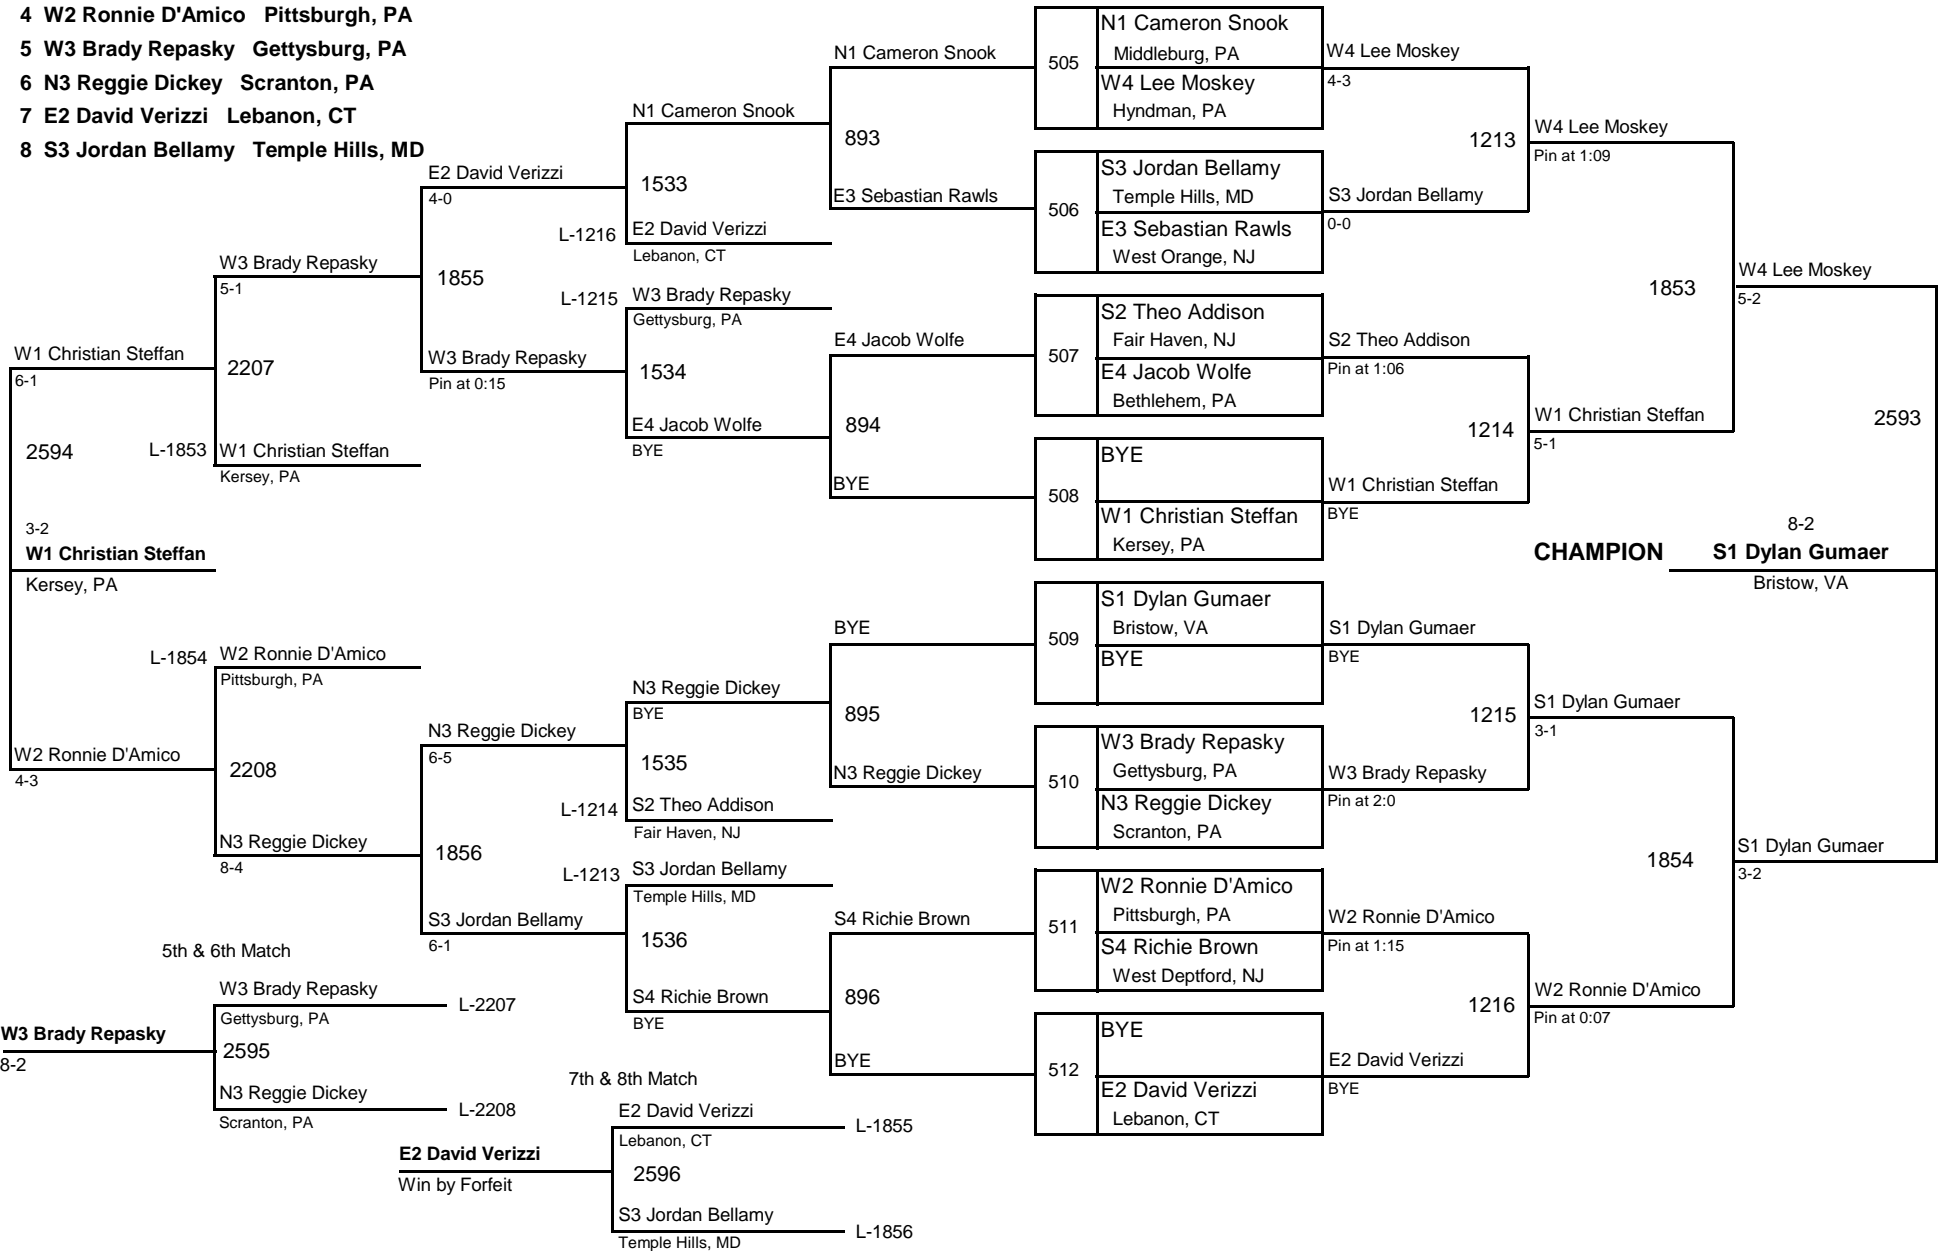 4 W2 Ronnie D'Amico Pittsburgh, PA
5 W3 Brady Repasky Gettysburg, PA
6 N3 Reggie Dickey Scranton, PA
7 E2 David Verizzi Lebanon, CT
8 S3 Jordan Bellamy Temple Hills, MD
W1 Christian Steffan
6-1
2594
3-2
W1 Christian Steffan
Kersey, PA
W2 Ronnie D'Amico
4-3
W3 Brady Repasky
5-1
2207
L-1853
W1 Christian Steffan
Kersey, PA
L-1854
W2 Ronnie D'Amico
Pittsburgh, PA
2208
N3 Reggie Dickey
8-4
5th & 6th Match
W3 Brady Repasky
L-2207
Gettysburg, PA
W3 Brady Repasky
8-2
2595
N3 Reggie Dickey
L-2208
Scranton, PA
E2 David Verizzi
4-0
1855
W3 Brady Repasky
Pin at 0:15
N3 Reggie Dickey
6-5
1856
S3 Jordan Bellamy
6-1
7th & 8th Match
E2 David Verizzi
L-1855
Lebanon, CT
E2 David Verizzi
Win by Forfeit
2596
S3 Jordan Bellamy
L-1856
Temple Hills, MD
N1 Cameron Snook
1533
L-1216
E2 David Verizzi
Lebanon, CT
L-1215
W3 Brady Repasky
Gettysburg, PA
1534
E4 Jacob Wolfe
BYE
N3 Reggie Dickey
BYE
1535
L-1214
S2 Theo Addison
Fair Haven, NJ
L-1213
S3 Jordan Bellamy
Temple Hills, MD
1536
S4 Richie Brown
BYE
N1 Cameron Snook
893
E3 Sebastian Rawls
E4 Jacob Wolfe
894
BYE
BYE
895
N3 Reggie Dickey
S4 Richie Brown
896
BYE
505
N1 Cameron Snook
Middleburg, PA
W4 Lee Moskey
Hyndman, PA
506
S3 Jordan Bellamy
Temple Hills, MD
E3 Sebastian Rawls
West Orange, NJ
507
S2 Theo Addison
Fair Haven, NJ
E4 Jacob Wolfe
Bethlehem, PA
508
BYE
W1 Christian Steffan
Kersey, PA
509
S1 Dylan Gumaer
Bristow, VA
BYE
510
W3 Brady Repasky
Gettysburg, PA
N3 Reggie Dickey
Scranton, PA
511
W2 Ronnie D'Amico
Pittsburgh, PA
S4 Richie Brown
West Deptford, NJ
512
BYE
E2 David Verizzi
Lebanon, CT
W4 Lee Moskey
4-3
1213
S3 Jordan Bellamy
0-0
S2 Theo Addison
Pin at 1:06
1214
W1 Christian Steffan
BYE
S1 Dylan Gumaer
BYE
1215
W3 Brady Repasky
Pin at 2:0
W2 Ronnie D'Amico
Pin at 1:15
1216
E2 David Verizzi
BYE
W4 Lee Moskey
Pin at 1:09
1853
W1 Christian Steffan
5-1
S1 Dylan Gumaer
3-1
1854
W2 Ronnie D'Amico
Pin at 0:07
W4 Lee Moskey
5-2
2593
8-2
CHAMPION S1 Dylan Gumaer
Bristow, VA
S1 Dylan Gumaer
3-2